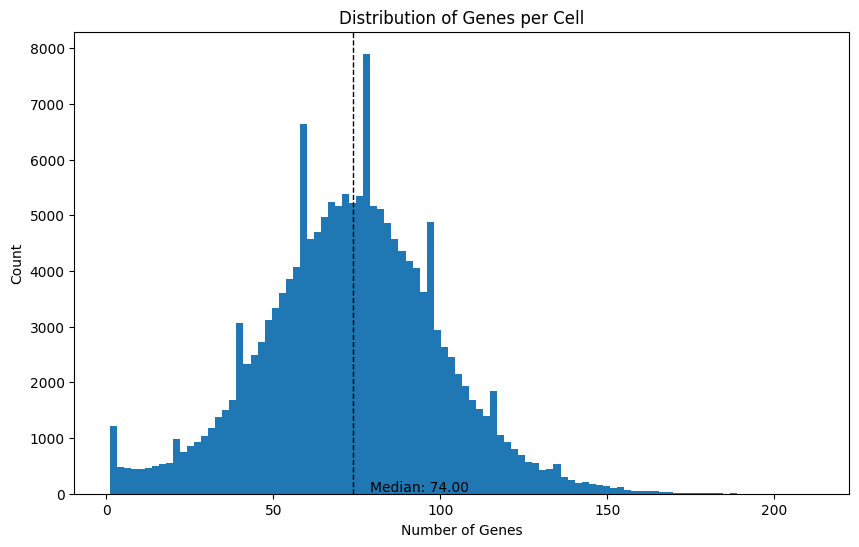 Distribution of Genes per Cell
Count
8000
7000
6000
5000
4000
3000
2000
1000
0
Median: 74.00
0 50 100 150 200
Number of Genes